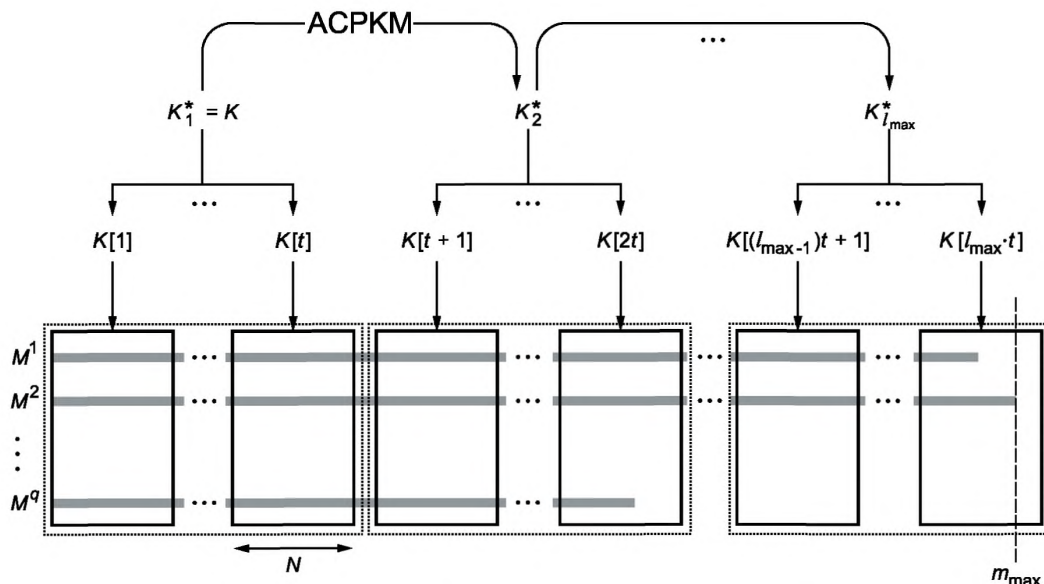 ACPKM
...
K*₁ = K
K*₂
K*ₗₘₐₓ
... ... ...
K[1] K[t] K[t + 1] K[2t] K[(lₘₐₓ₋₁)t + 1] K[lₘₐₓ·t]
M¹ ... ... ... ...
M² ... ... ... ...
...
M^q ... ...
N
mₘₐₓ